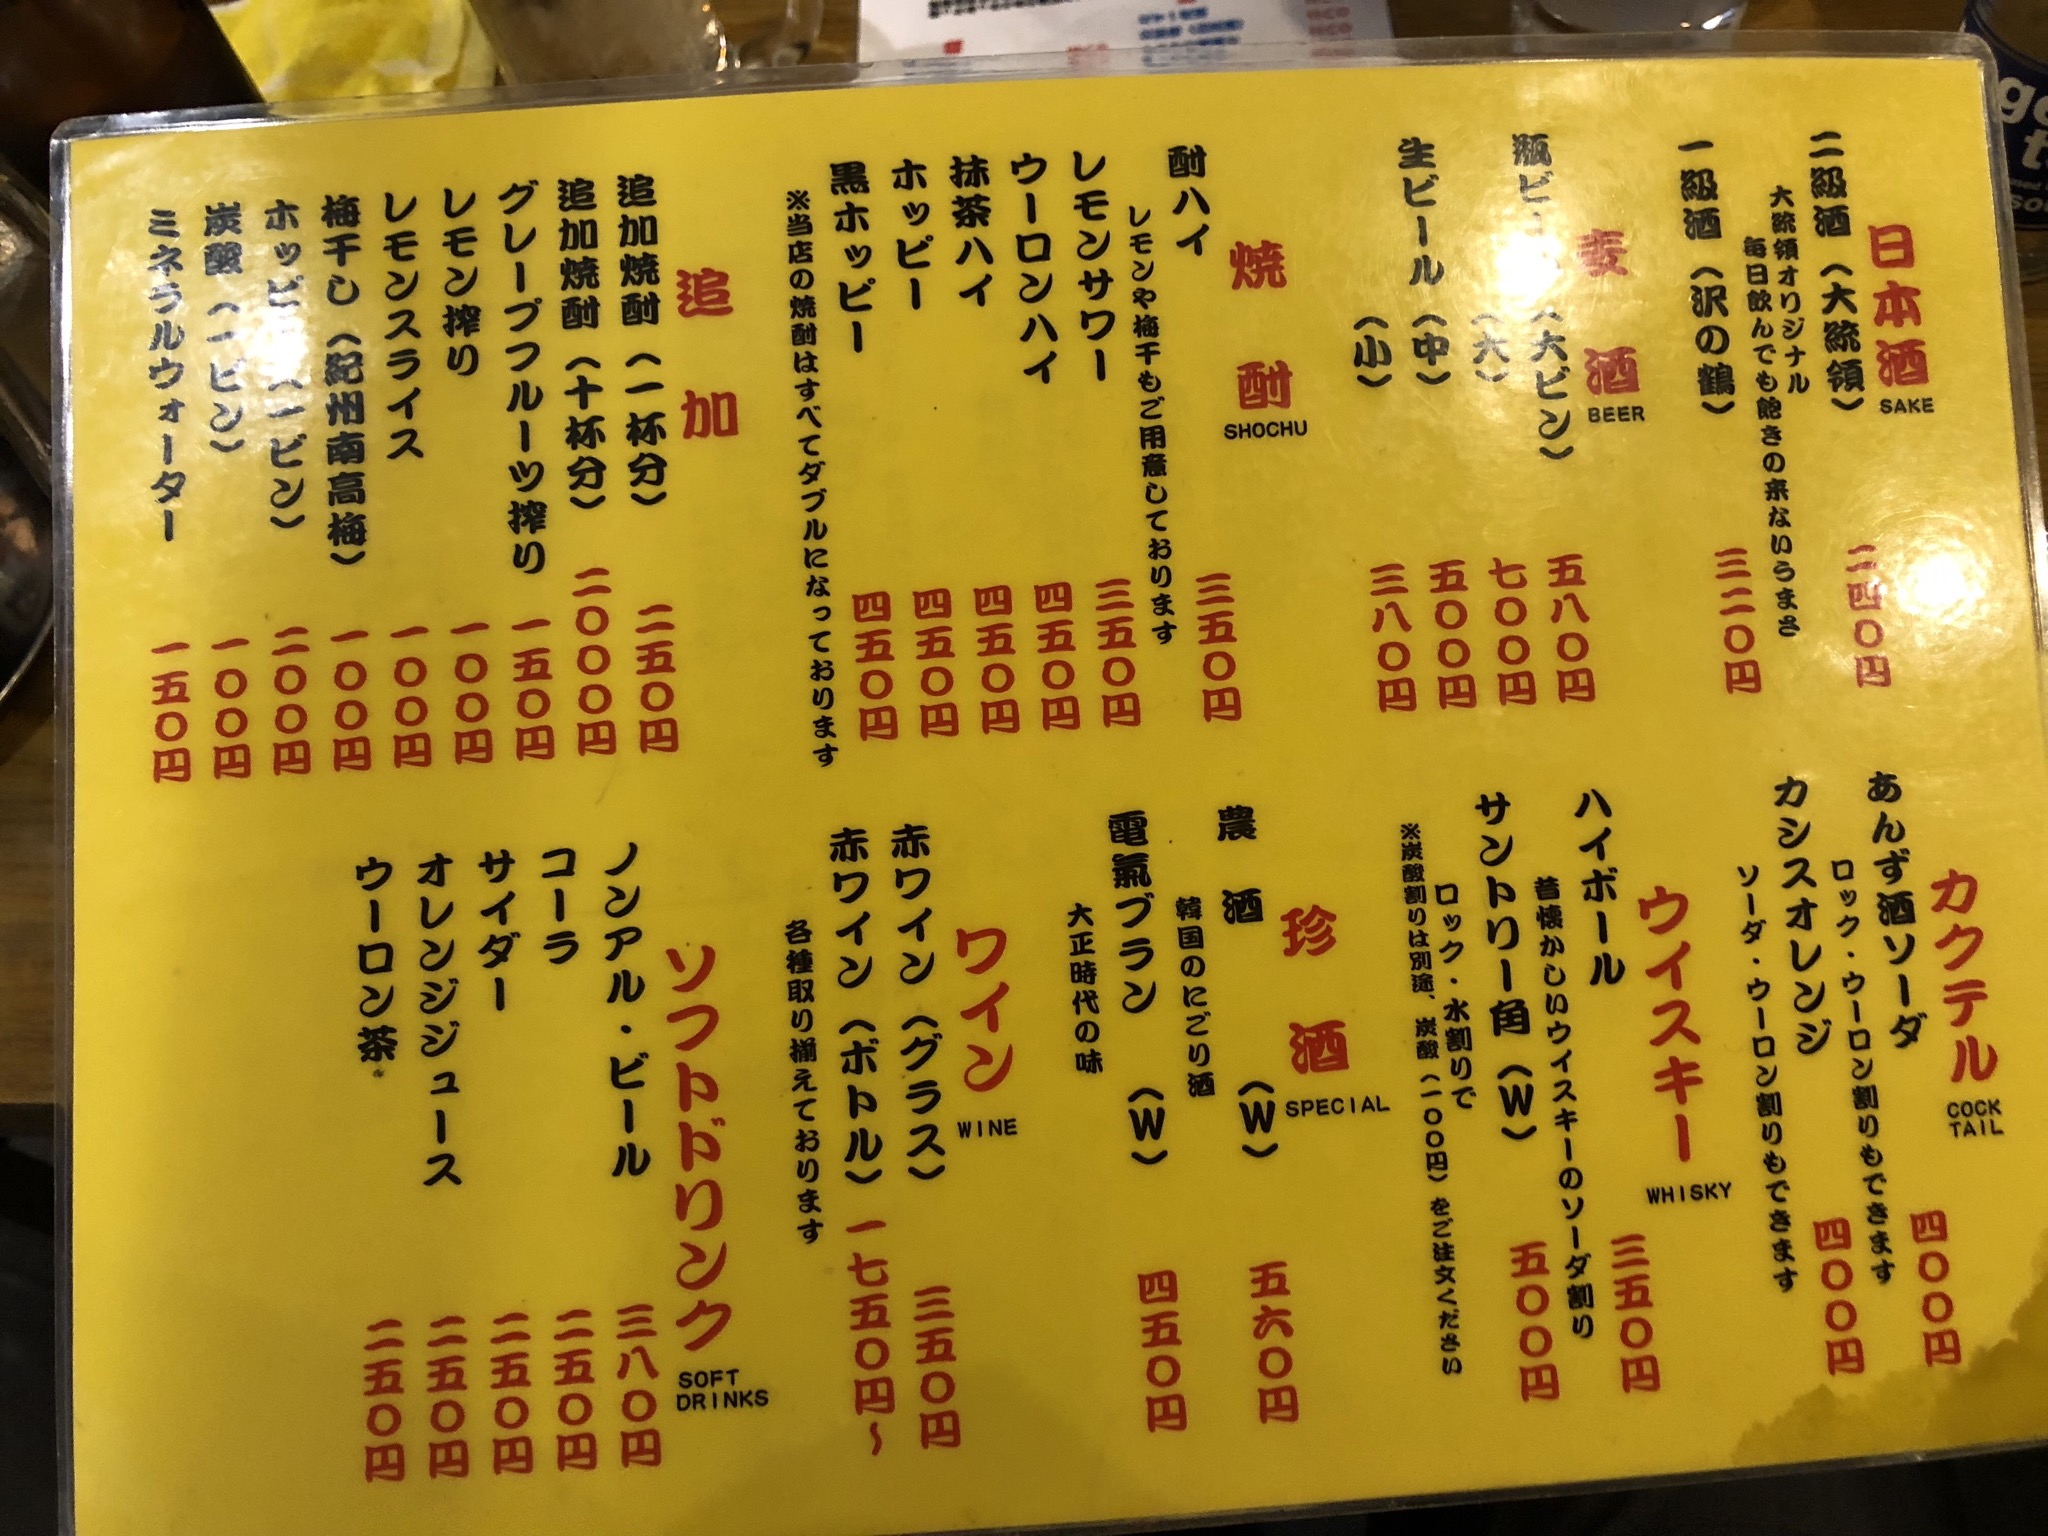 日本酒
SAKE
二級酒（大統領） 二四〇円
大統領オリジナル
毎日飲んでも飽きの来ないうまさ
一級酒（沢の鶴） 三二〇円
麦酒
BEER
瓶ビ（大ビン） 五八〇円
（大） 七〇〇円
生ビール（中） 五〇〇円
（小） 三八〇円
焼酎
SHOCHU
酎ハイ 三五〇円
レモンや梅干もご用意しております
レモンサワー 三五〇円
ウーロンハイ 四五〇円
抹茶ハイ 四五〇円
ホッピー 四五〇円
黒ホッピー 四五〇円
※当店の焼酎はすべてダブルになっております
追加
追加焼酎（一杯分） 二五〇円
追加焼酎（十杯分） 二〇〇〇円
グレープフルーツ搾り 一五〇円
レモン搾り 一〇〇円
レモンスライス 一〇〇円
梅干し（紀州南高梅） 一〇〇円
ホッピー（一ビン） 二〇〇円
炭酸（一ビン） 一〇〇円
ミネラルウォーター 一五〇円
カクテル
COCK
TAIL
あんず酒ソーダ 四〇〇円
ロック・ウーロン割りもできます
カシスオレンジ 四〇〇円
ソーダ・ウーロン割りもできます
ウイスキー
WHISKY
ハイボール 三五〇円
昔懐かしいウイスキーのソーダ割り
サントリー角（W） 五〇〇円
ロック・水割りで
※炭酸割りは別途、炭酸（一〇〇円）をご注文ください
珍酒
SPECIAL
農酒（W） 五六〇円
韓国のにごり酒
電氣ブラン（W） 四五〇円
大正時代の味
ワイン
WINE
赤ワイン（グラス） 三五〇円
赤ワイン（ボトル） 一七五〇円〜
各種取り揃えております
ソフトドリンク
SOFT
DRINKS
ノンアル・ビール 三八〇円
コーラ 二五〇円
サイダー 二五〇円
オレンジジュース 二五〇円
ウーロン茶 二五〇円